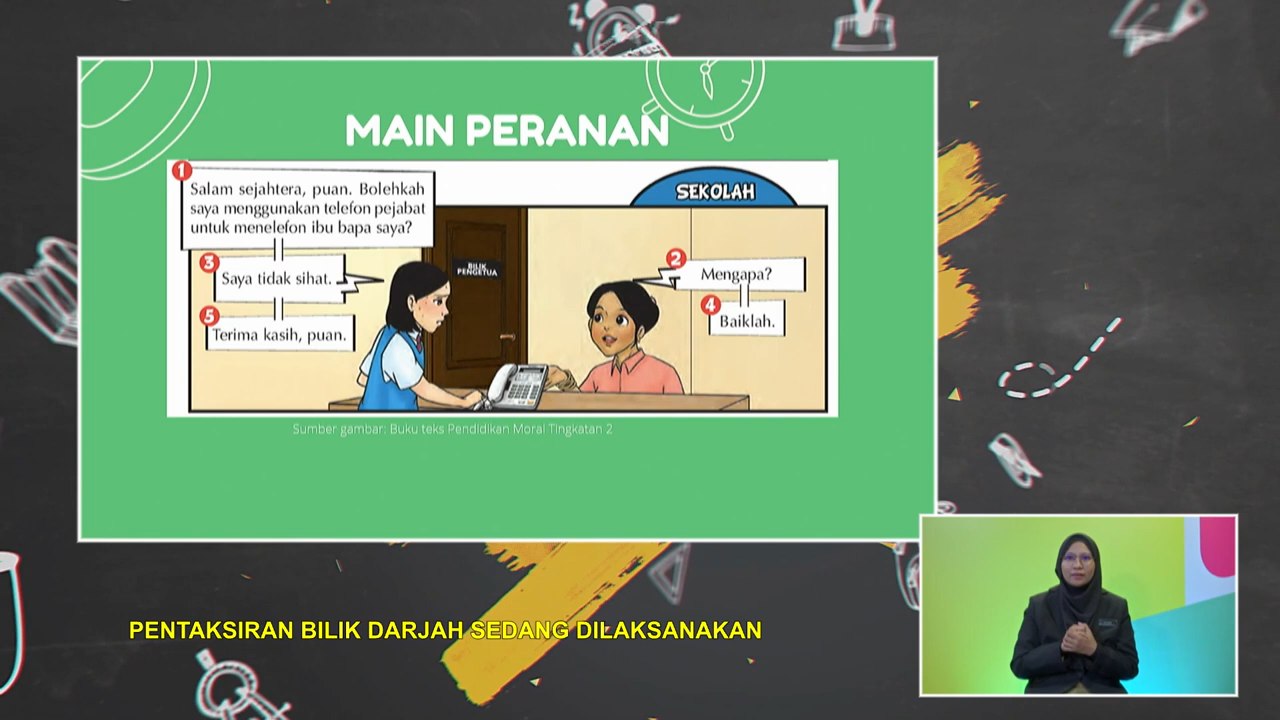 MAIN PERANAN
1
Salam sejahtera, puan. Bolehkah
saya menggunakan telefon pejabat
untuk menelefon ibu bapa saya?
SEKOLAH
BILIK
PENGETUA
2
Mengapa?
3
Saya tidak sihat.
4
Baiklah.
5
Terima kasih, puan.
Sumber gambar: Buku teks Pendidikan Moral Tingkatan 2
PENTAKSIRAN BILIK DARJAH SEDANG DILAKSANAKAN